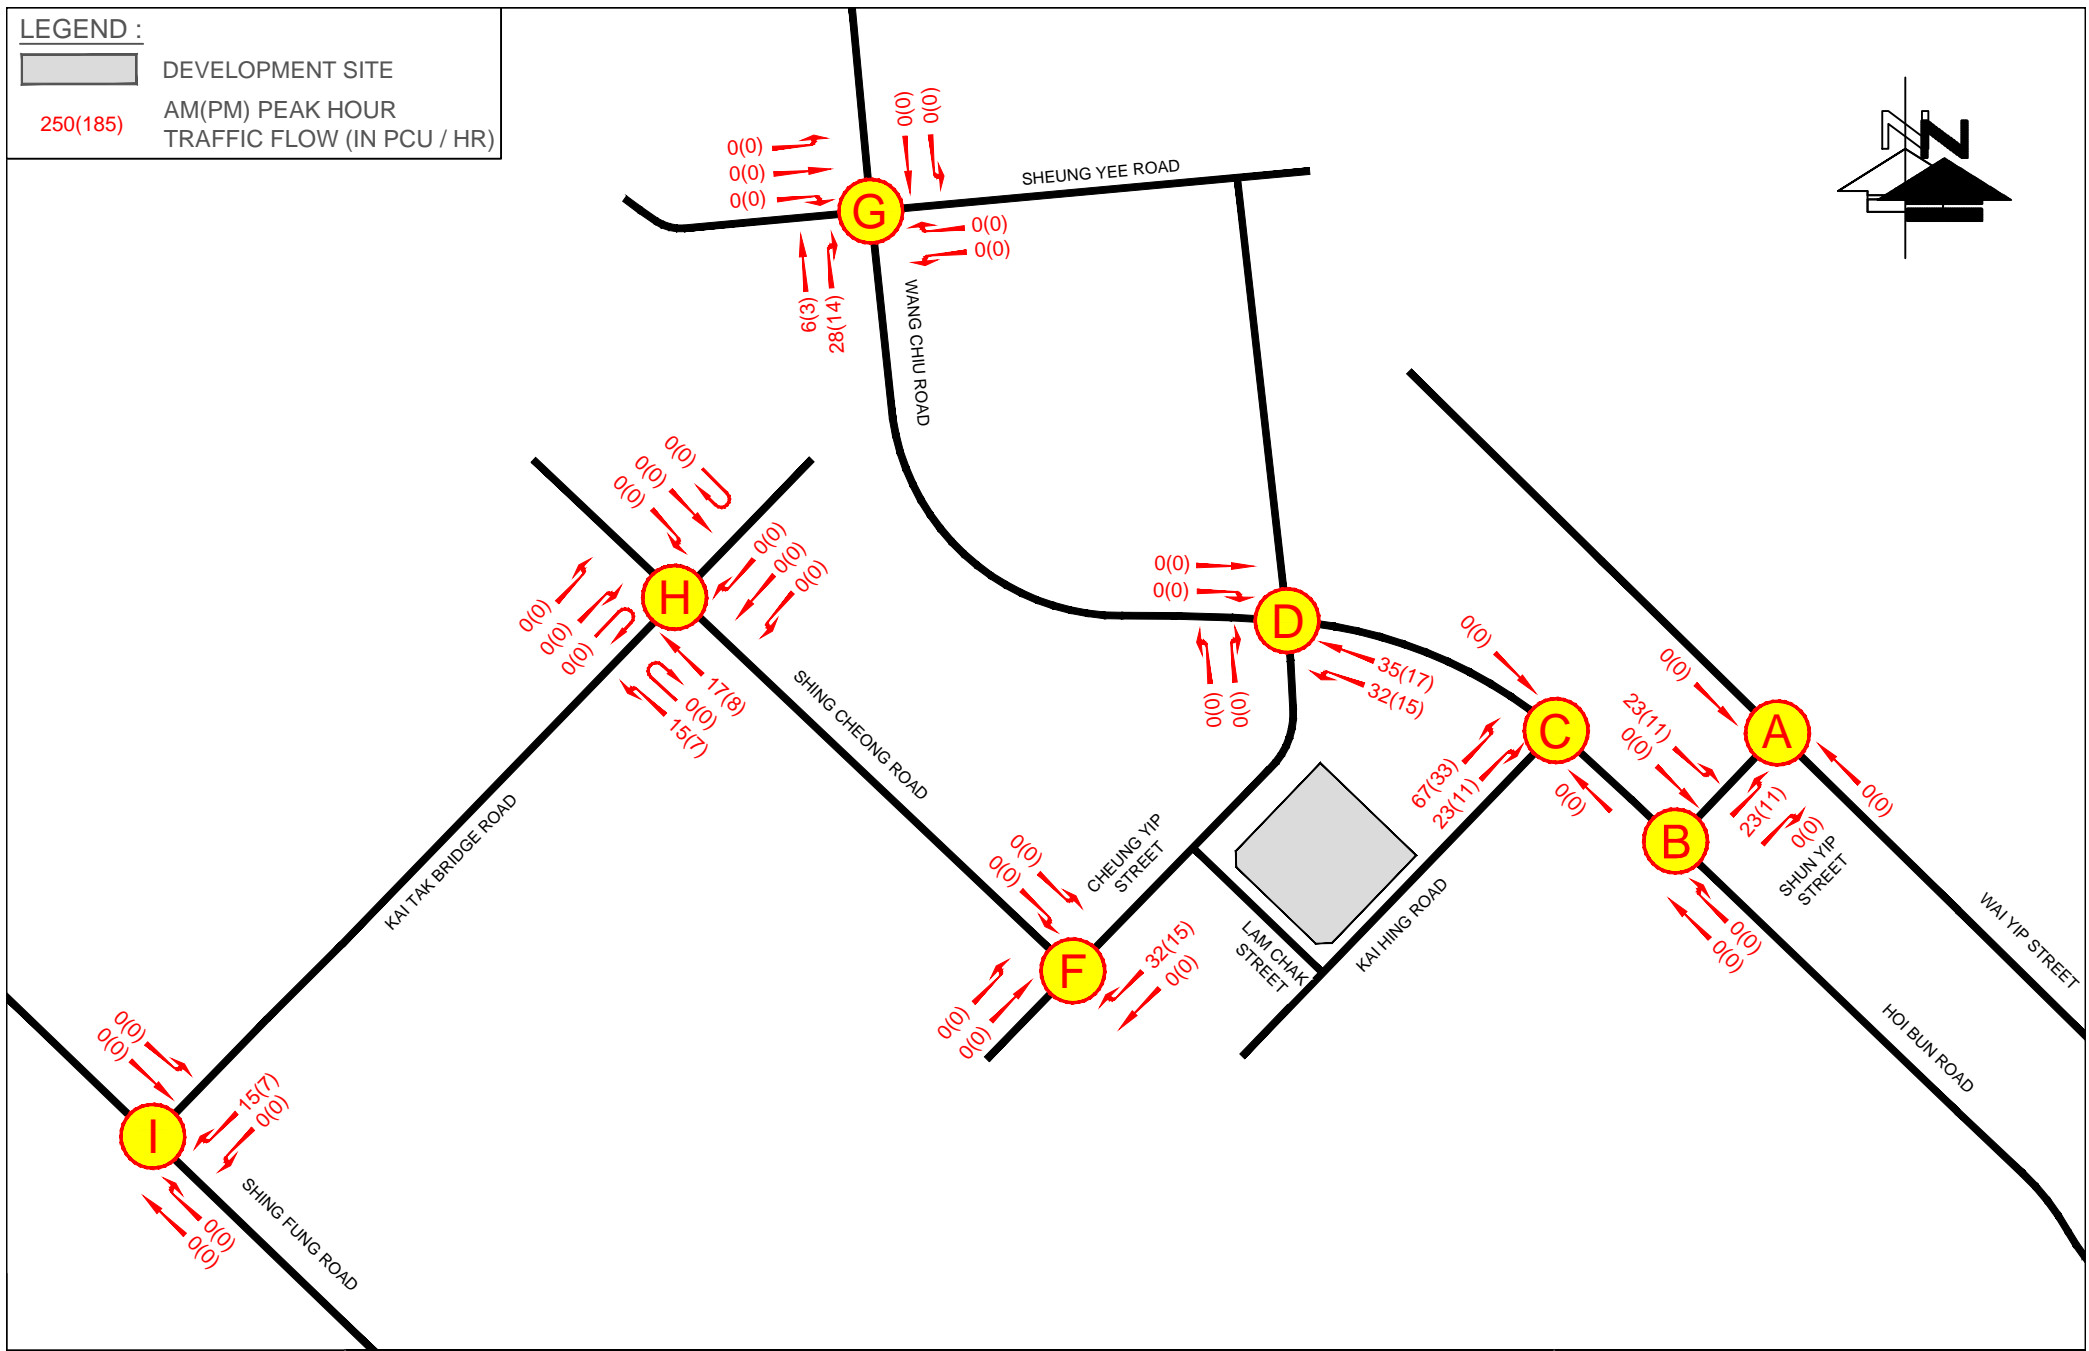 LEGEND :
DEVELOPMENT SITE
250(185)
AM(PM) PEAK HOUR
TRAFFIC FLOW (IN PCU / HR)
N
N
0(0)
0(0)
0(0)
0(0)
0(0)
G
SHEUNG YEE ROAD
0(0)
0(0)
6(3)
28(14)
WANG CHIU ROAD
0(0)
0(0)
0(0)
0(0)
0(0)
0(0)
H
0(0)
0(0)
0(0)
17(8)
0(0)
15(7)
SHING CHEONG ROAD
KAI TAK BRIDGE ROAD
0(0)
0(0)
D
0(0)
0(0)
35(17)
32(15)
0(0)
C
67(33)
23(11)
0(0)
0(0)
A
0(0)
23(11)
0(0)
B
23(11)
0(0)
SHUN YIP
STREET
0(0)
0(0)
WAI YIP STREET
HOI BUN ROAD
CHEUNG YIP
STREET
LAM CHAK
STREET
KAI HING ROAD
0(0)
0(0)
F
32(15)
0(0)
0(0)
0(0)
0(0)
0(0)
I
15(7)
0(0)
0(0)
0(0)
SHING FUNG ROAD